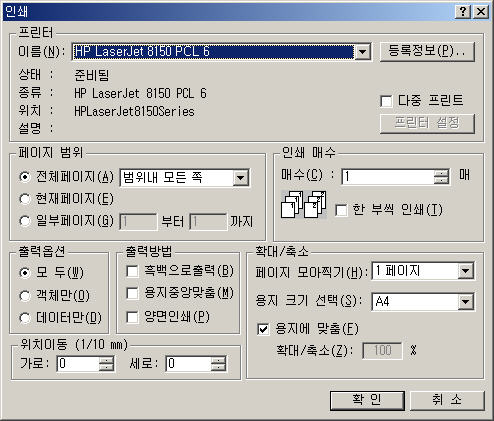 인쇄
프린터
이름(N): HP LaserJet 8150 PCL 6 등록정보(P)..
상태 : 준비됨
종류 : HP LaserJet 8150 PCL 6
위치 : HPLaserJet8150Series
다중 프린트
설명 :
프린터 설정
페이지 범위
전체페이지(A) 범위내 모든 쪽
현재페이지(E)
일부페이지(G) 1 부터 1 까지
인쇄 매수
매수(C) : 1 매
한 부씩 인쇄(T)
출력옵션
모 두(W)
객체만(O)
데이터만(D)
출력방법
흑백으로출력(B)
용지중앙맞춤(M)
양면인쇄(P)
확대/축소
페이지 모아찍기(H): 1 페이지
용지 크기 선택(S): A4
용지에 맞춤(F)
확대/축소(Z): 100 %
위치이동 (1/10 mm)
가로: 0 세로: 0
확 인 취 소